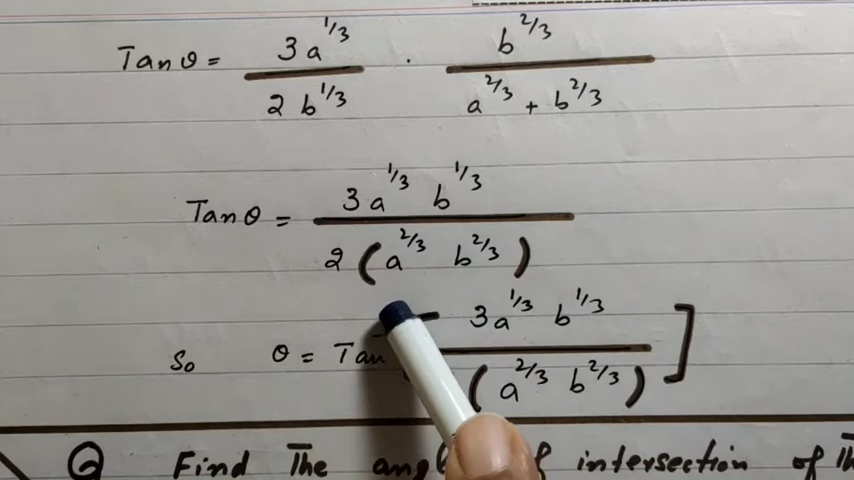 Tanθ = 3a^1/3 / 2 b^1/3 . b^2/3 / a^2/3 + b^2/3
Tanθ = 3a^1/3 b^1/3 / 2 (a^2/3 b^2/3)
So θ = Tan 3a^1/3 b^1/3 / (a^2/3 b^2/3) ]
Q Find The intersection of